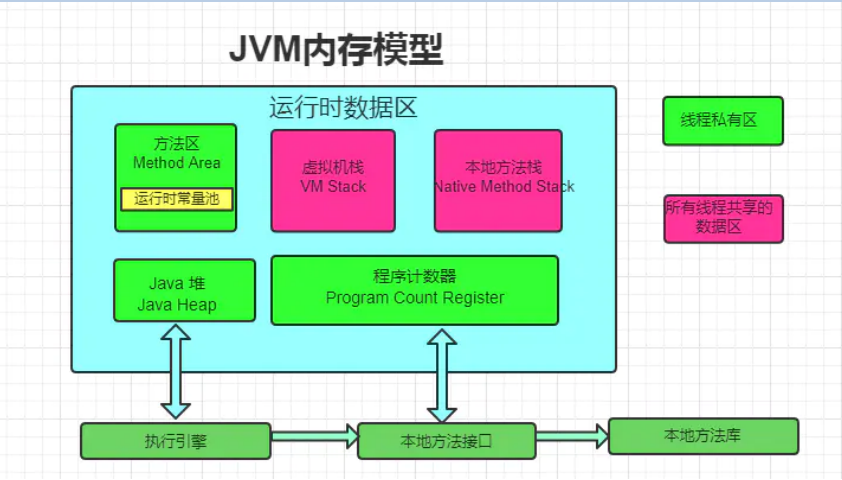 JVM内存模型
运行时数据区
方法区
Method Area
运行时常量池
虚拟机栈
VM Stack
本地方法栈
Native Method Stack
线程私有区
所有线程共享的
数据区
Java 堆
Java Heap
程序计数器
Program Count Register
执行引擎
本地方法接口
本地方法库